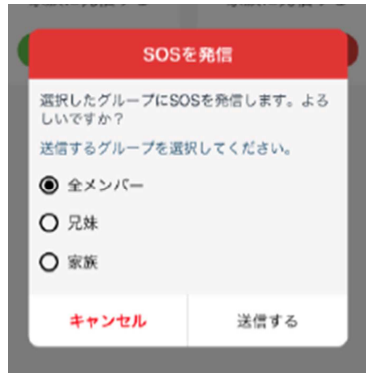 SOSを発信
選択したグループにSOSを発信します。よろ
しいですか？
送信するグループを選択してください。
全メンバー
兄妹
家族
キャンセル
送信する